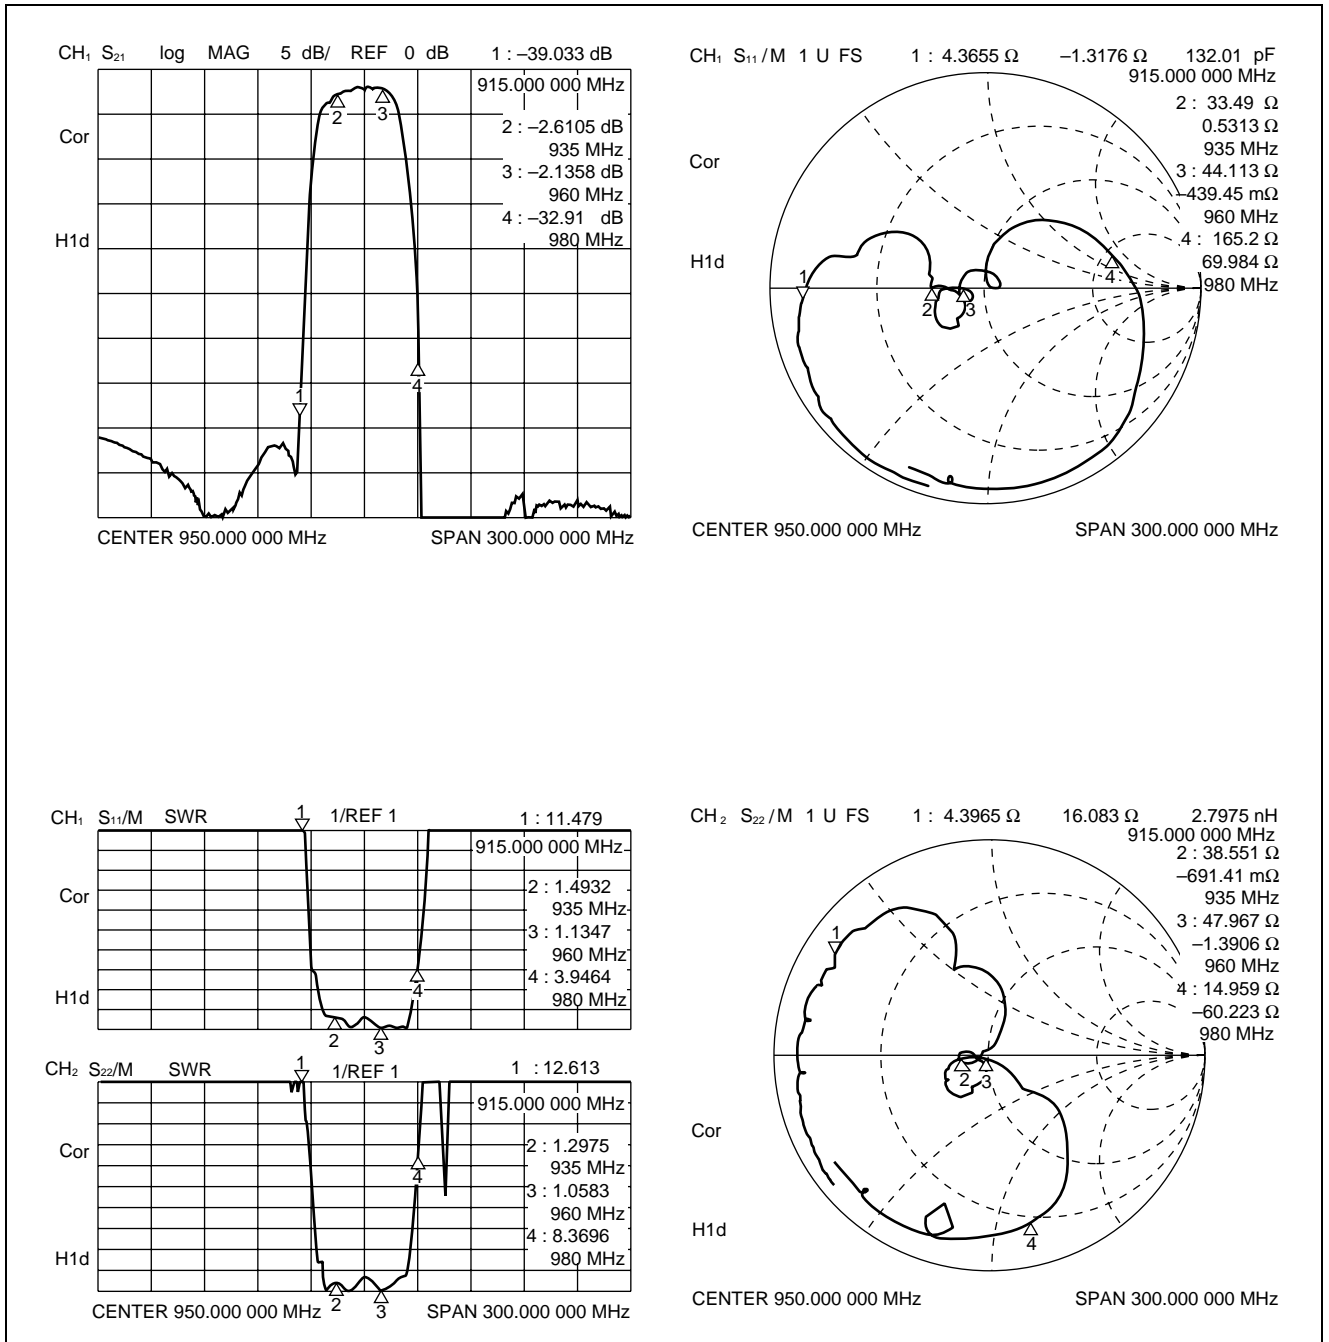 CH₁ S₂₁ log MAG 5 dB/ REF 0 dB 1 : –39.033 dB
915.000 000 MHz
2 : –2.6105 dB
935 MHz
3 : –2.1358 dB
960 MHz
4 : –32.91 dB
980 MHz
Cor
H1d
2
3
1
4
CENTER 950.000 000 MHz SPAN 300.000 000 MHz
CH₁ S₁₁/M 1 U FS 1 : 4.3655 Ω –1.3176 Ω 132.01 pF
915.000 000 MHz
2 : 33.49 Ω
0.5313 Ω
935 MHz
3 : 44.113 Ω
–439.45 mΩ
960 MHz
4 : 165.2 Ω
69.984 Ω
980 MHz
Cor
H1d
1
2
3
4
CENTER 950.000 000 MHz SPAN 300.000 000 MHz
CH₁ S₁₁/M SWR 1/REF 1 1 : 11.479
1
915.000 000 MHz
2 : 1.4932
935 MHz
3 : 1.1347
960 MHz
4 : 3.9464
980 MHz
Cor
H1d
4
2
3
CH₂ S₂₂/M SWR 1/REF 1 1 : 12.613
1
915.000 000 MHz
2 : 1.2975
935 MHz
3 : 1.0583
960 MHz
4 : 8.3696
980 MHz
Cor
H1d
4
2
3
CENTER 950.000 000 MHz SPAN 300.000 000 MHz
CH₂ S₂₂/M 1 U FS 1 : 4.3965 Ω 16.083 Ω 2.7975 nH
915.000 000 MHz
2 : 38.551 Ω
–691.41 mΩ
935 MHz
3 : 47.967 Ω
–1.3906 Ω
960 MHz
4 : 14.959 Ω
–60.223 Ω
980 MHz
1
2
3
Cor
H1d
4
CENTER 950.000 000 MHz SPAN 300.000 000 MHz